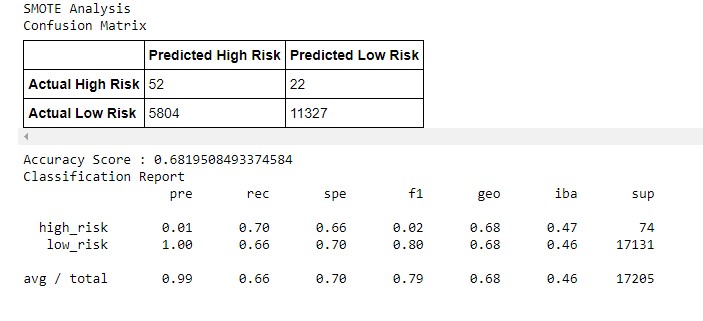 SMOTE Analysis
Confusion Matrix
Predicted High Risk Predicted Low Risk
Actual High Risk 52 22
Actual Low Risk 5804 11327
Accuracy Score : 0.6819508493374584
Classification Report
pre rec spe f1 geo iba sup
high_risk 0.01 0.70 0.66 0.02 0.68 0.47 74
low_risk 1.00 0.66 0.70 0.80 0.68 0.46 17131
avg / total 0.99 0.66 0.70 0.79 0.68 0.46 17205